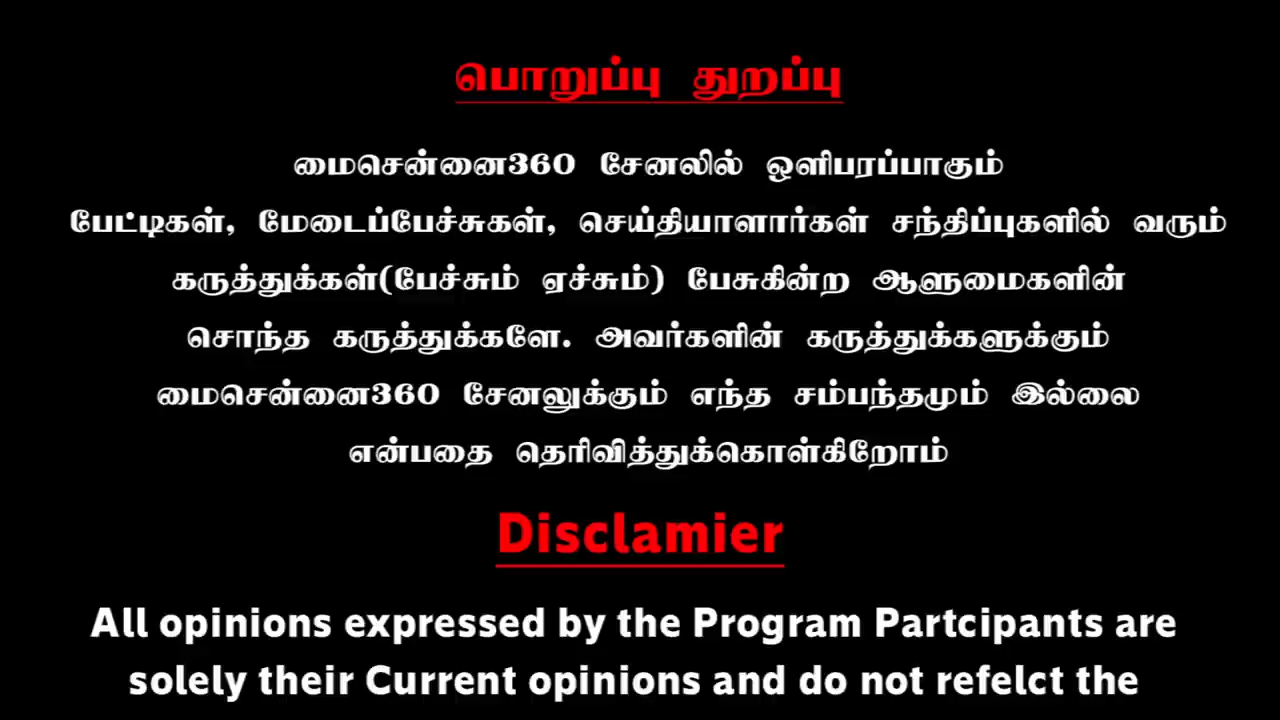 பொறுப்பு துறப்பு
மைசென்னை360 சேனலில் ஒளிபரப்பாகும்
பேட்டிகள், மேடைப்பேச்சுகள், செய்தியாளார்கள் சந்திப்புகளில் வரும்
கருத்துக்கள்(பேச்சும் ஏச்சும்) பேசுகின்ற ஆளுமைகளின்
சொந்த கருத்துக்களே. அவர்களின் கருத்துக்களுக்கும்
மைசென்னை360 சேனலுக்கும் எந்த சம்பந்தமும் இல்லை
என்பதை தெரிவித்துக்கொள்கிறோம்
Disclamier
All opinions expressed by the Program Partcipants are
solely their Current opinions and do not refelct the